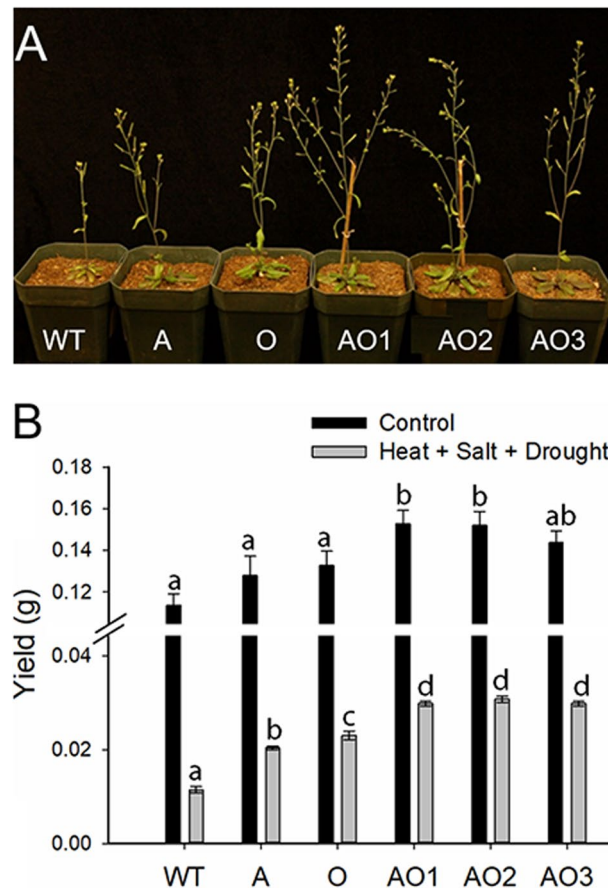 A
WT A O AO1 AO2 AO3
B
Control
Heat + Salt + Drought
0.18
0.16
0.14
0.12
0.04
0.02
0.00
Yield (g)
a a a b b ab
a b c d d d
WT A O AO1 AO2 AO3